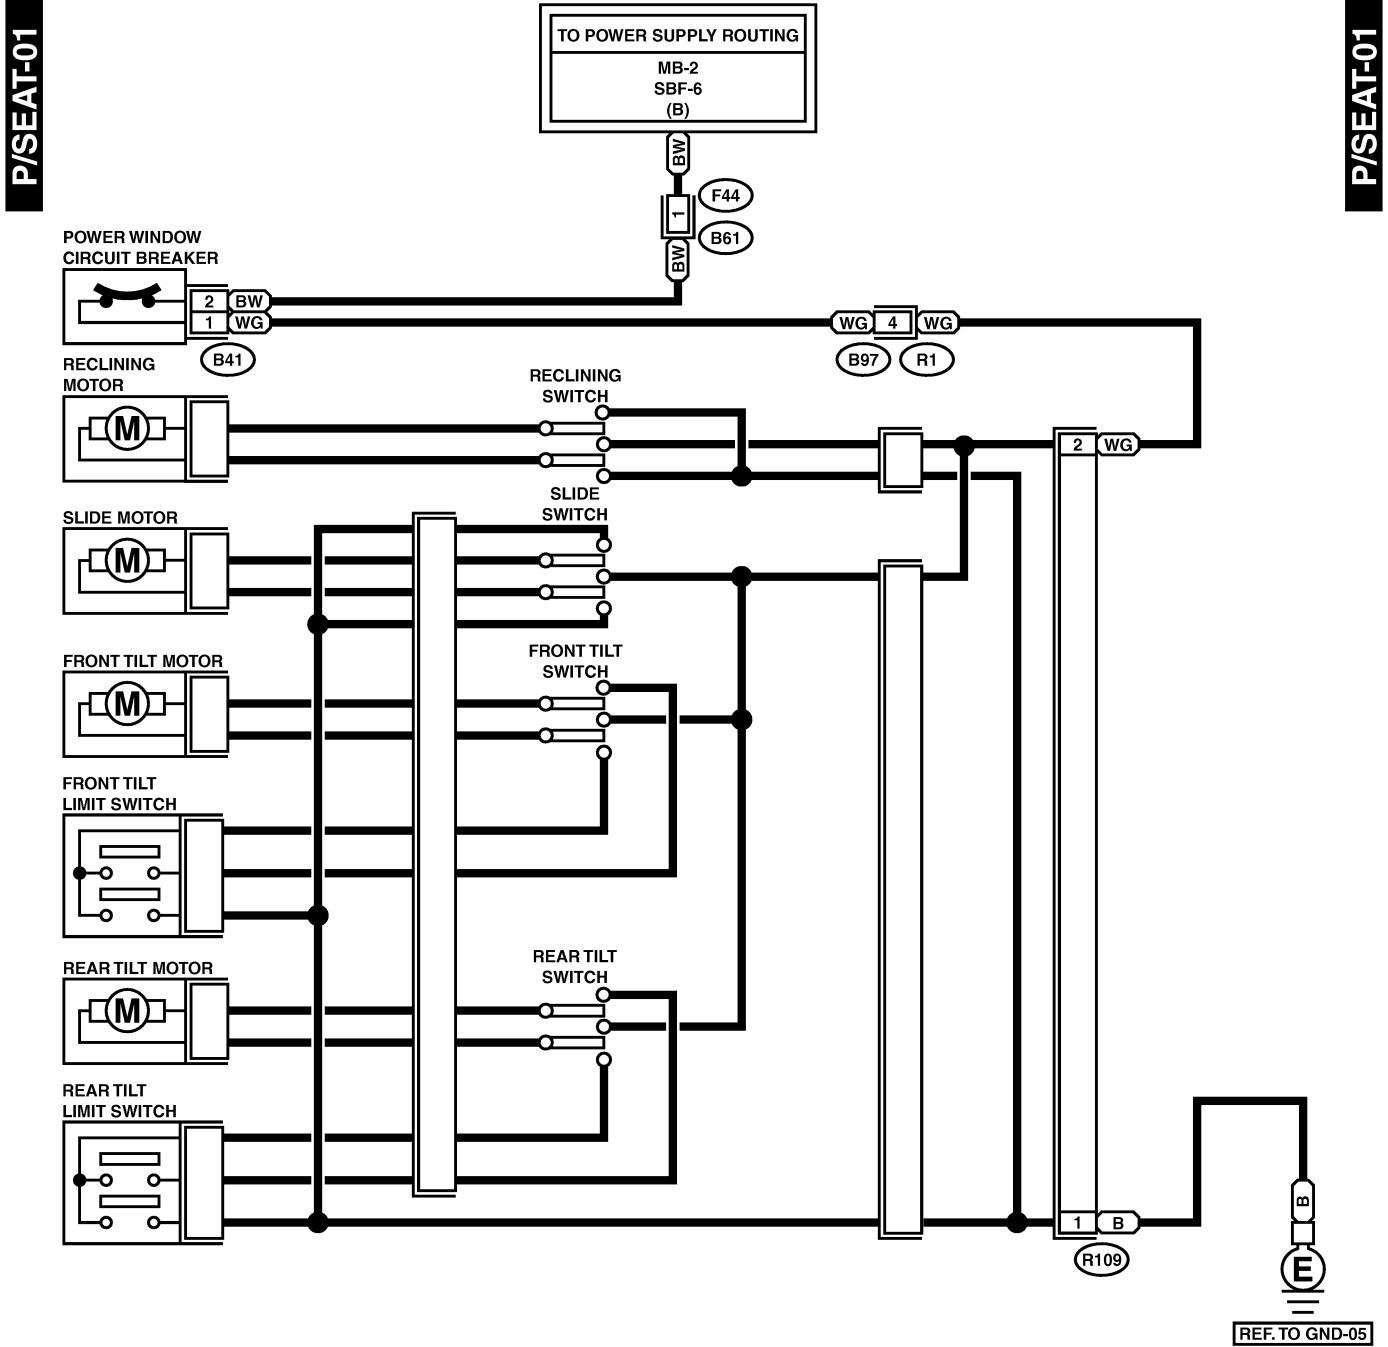 P/SEAT-01
P/SEAT-01
TO POWER SUPPLY ROUTING
MB-2
SBF-6
(B)
BW
F44
1
B61
BW
POWER WINDOW
CIRCUIT BREAKER
2 BW
1 WG
B41
WG 4 WG
B97 R1
RECLINING
MOTOR
M
RECLINING
SWITCH
2 WG
SLIDE
SWITCH
SLIDE MOTOR
M
FRONT TILT
SWITCH
FRONT TILT MOTOR
M
FRONT TILT
LIMIT SWITCH
REAR TILT
SWITCH
REAR TILT MOTOR
M
REAR TILT
LIMIT SWITCH
1 B
R109
B
E
REF. TO GND-05